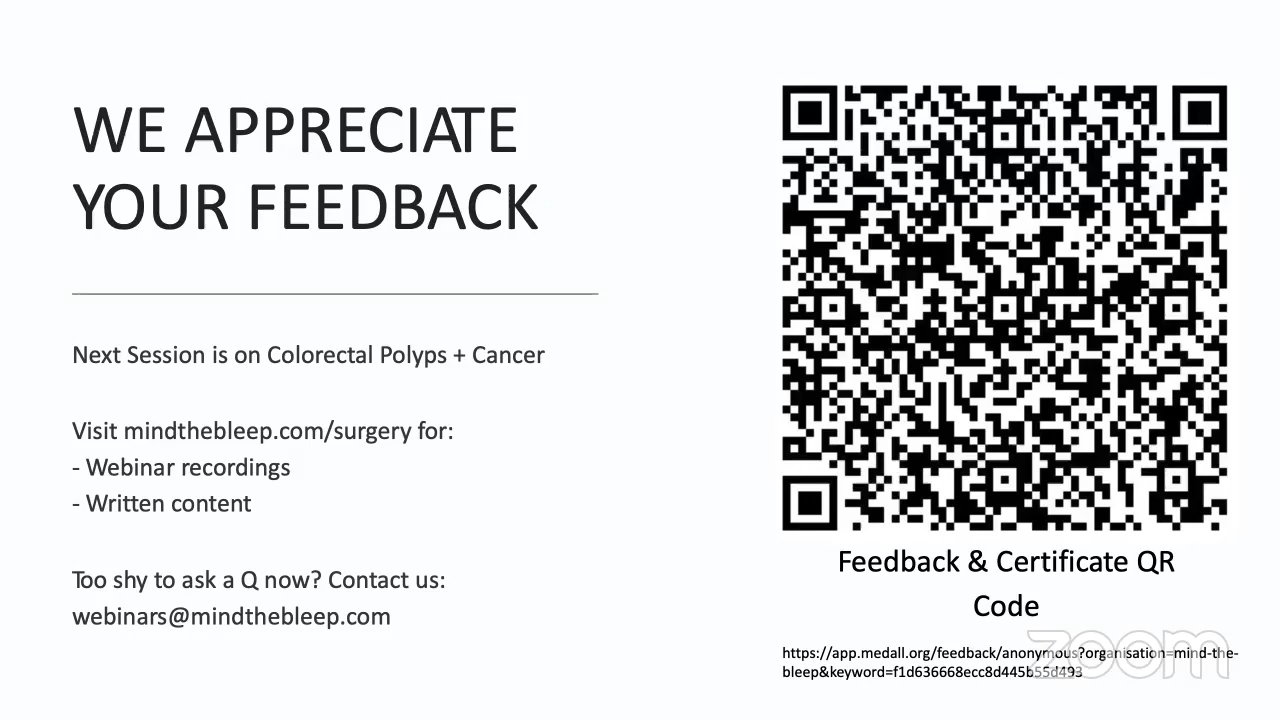 WE APPRECIATE
YOUR FEEDBACK
Next Session is on Colorectal Polyps + Cancer
Visit mindthebleep.com/surgery for:
- Webinar recordings
- Written content
Too shy to ask a Q now? Contact us:
webinars@mindthebleep.com
Feedback & Certificate QR
Code
https://app.medall.org/feedback/anonymous?organisation=mind-the-
bleep&keyword=f1d636668ecc8d445b55d493
zoom